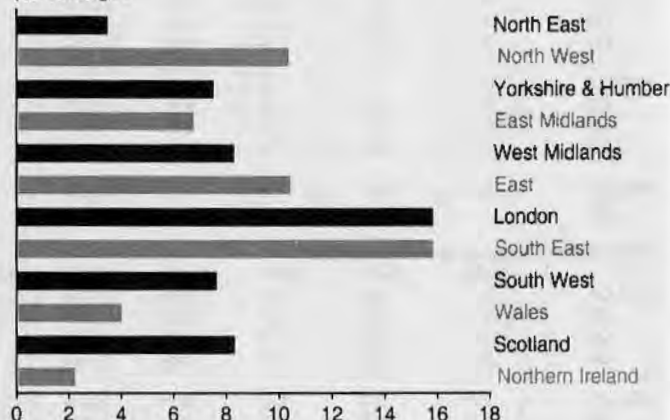 North East
North West
Yorkshire & Humber
East Midlands
West Midlands
East
London
South East
South West
Wales
Scotland
Northern Ireland
0 2 4 6 8 10 12 14 16 18